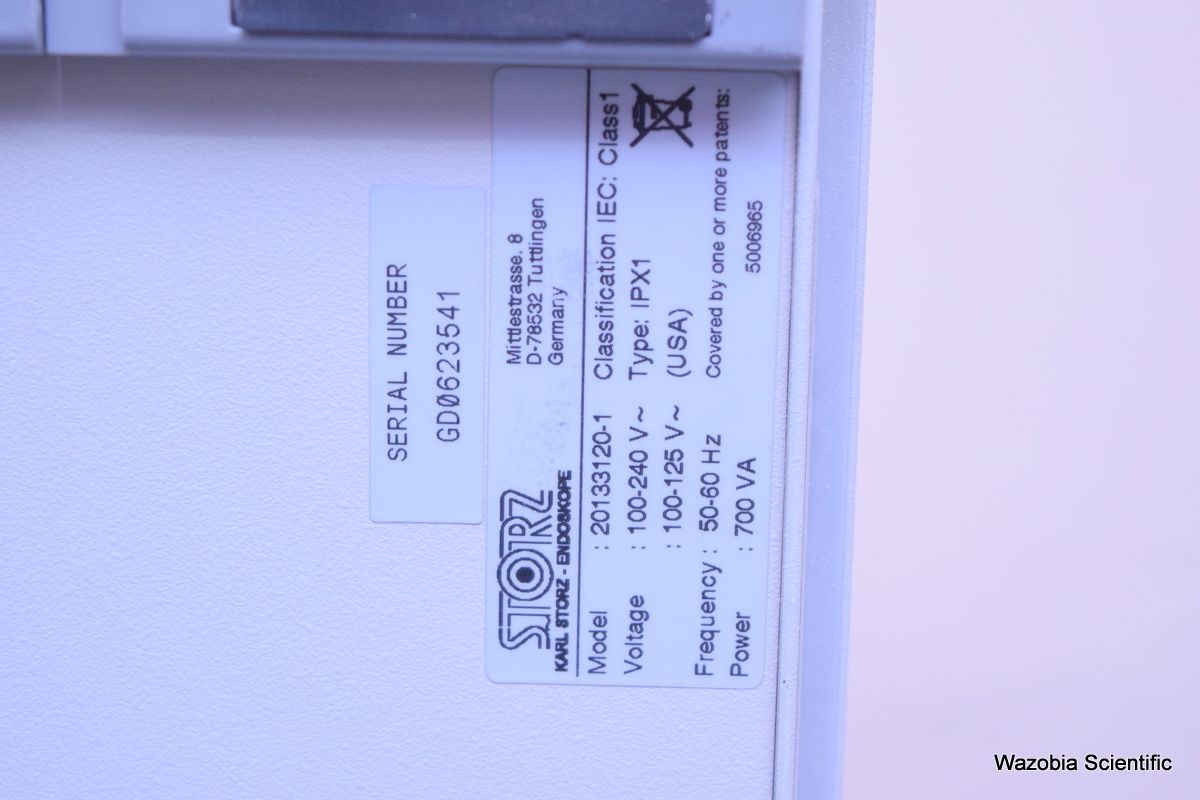 SERIAL NUMBER
GD0623541
STORZ
KARL STORZ - ENDOSKOPE
Mittlestrasse. 8
D-78532 Tuttlingen
Germany
Model : 20133120-1 Classification IEC: Class1
Voltage : 100-240 V ~ Type: IPX1
: 100-125 V ~ (USA)
Frequency : 50-60 Hz Covered by one or more patents:
Power : 700 VA 5006965
Wazobia Scientific